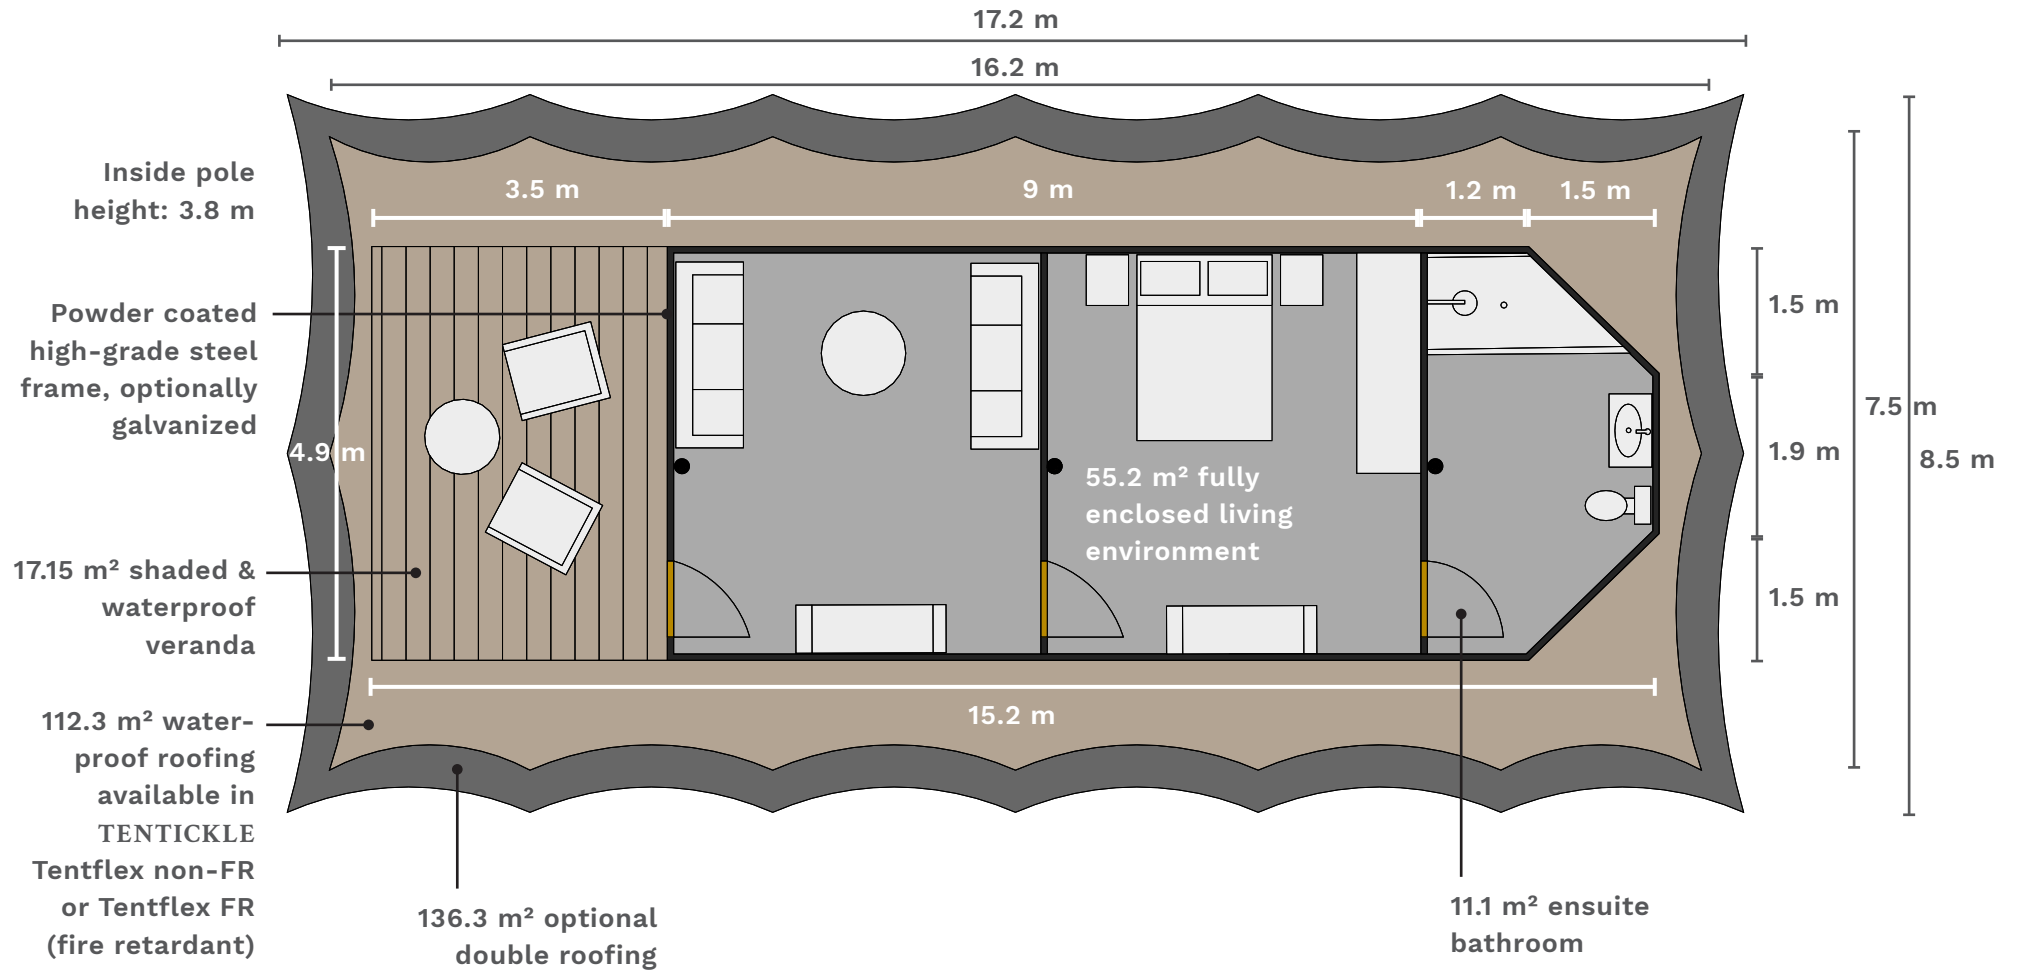 17.2 m
16.2 m
Inside pole
height: 3.8 m
3.5 m
9 m
1.2 m
1.5 m
Powder coated
high-grade steel
frame, optionally
galvanized
1.5 m
7.5 m
4.9 m
1.9 m
8.5 m
55.2 m² fully
enclosed living
environment
17.15 m² shaded &
waterproof
veranda
1.5 m
15.2 m
112.3 m² water-
proof roofing
available in
TENTICKLE
Tentflex non-FR
or Tentflex FR
(fire retardant)
136.3 m² optional
double roofing
11.1 m² ensuite
bathroom